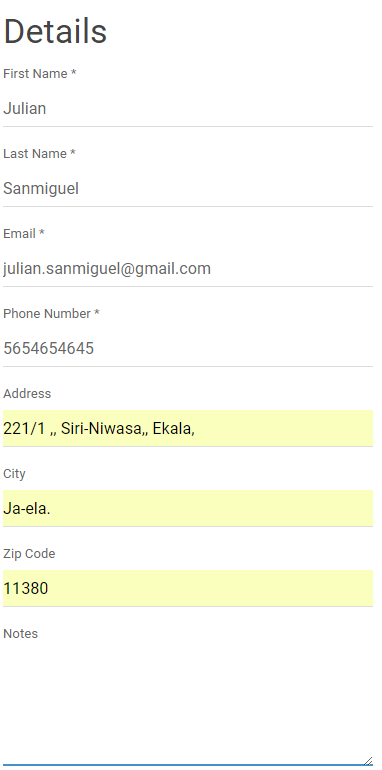 Details
First Name *
Julian
Last Name *
Sanmiguel
Email *
julian.sanmiguel@gmail.com
Phone Number *
5654654645
Address
221/1 ,, Siri-Niwasa,, Ekala,
City
Ja-ela.
Zip Code
11380
Notes